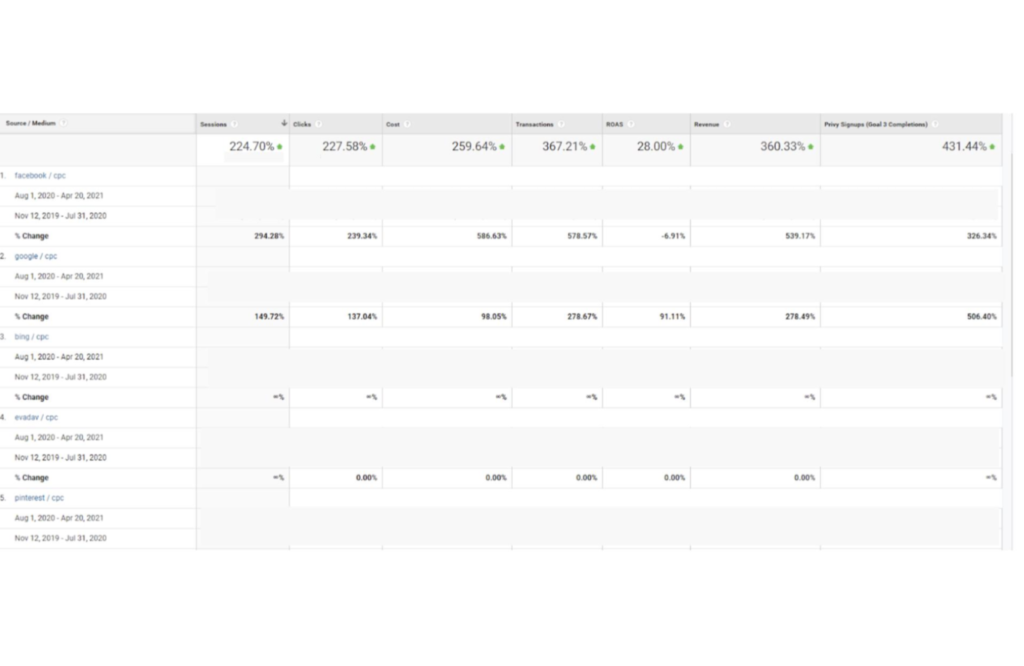 Source / Medium Sessions Clicks Cost Transactions ROAS Revenue Privy Signups (Goal 3 Completions)
224.70% 227.58% 259.64% 367.21% 28.00% 360.33% 431.44%
1. facebook / cpc
Aug 1, 2020 - Apr 20, 2021
Nov 12, 2019 - Jul 31, 2020
% Change 294.28% 239.34% 586.63% 578.57% -6.91% 539.17% 326.34%
2. google / cpc
Aug 1, 2020 - Apr 20, 2021
Nov 12, 2019 - Jul 31, 2020
% Change 149.72% 137.04% 98.05% 278.67% 91.11% 278.49% 506.40%
3. bing / cpc
Aug 1, 2020 - Apr 20, 2021
Nov 12, 2019 - Jul 31, 2020
% Change ∞% ∞% ∞% ∞% ∞% ∞% ∞%
4. evadav / cpc
Aug 1, 2020 - Apr 20, 2021
Nov 12, 2019 - Jul 31, 2020
% Change ∞% 0.00% 0.00% 0.00% 0.00% 0.00% ∞%
5. pinterest / cpc
Aug 1, 2020 - Apr 20, 2021
Nov 12, 2019 - Jul 31, 2020